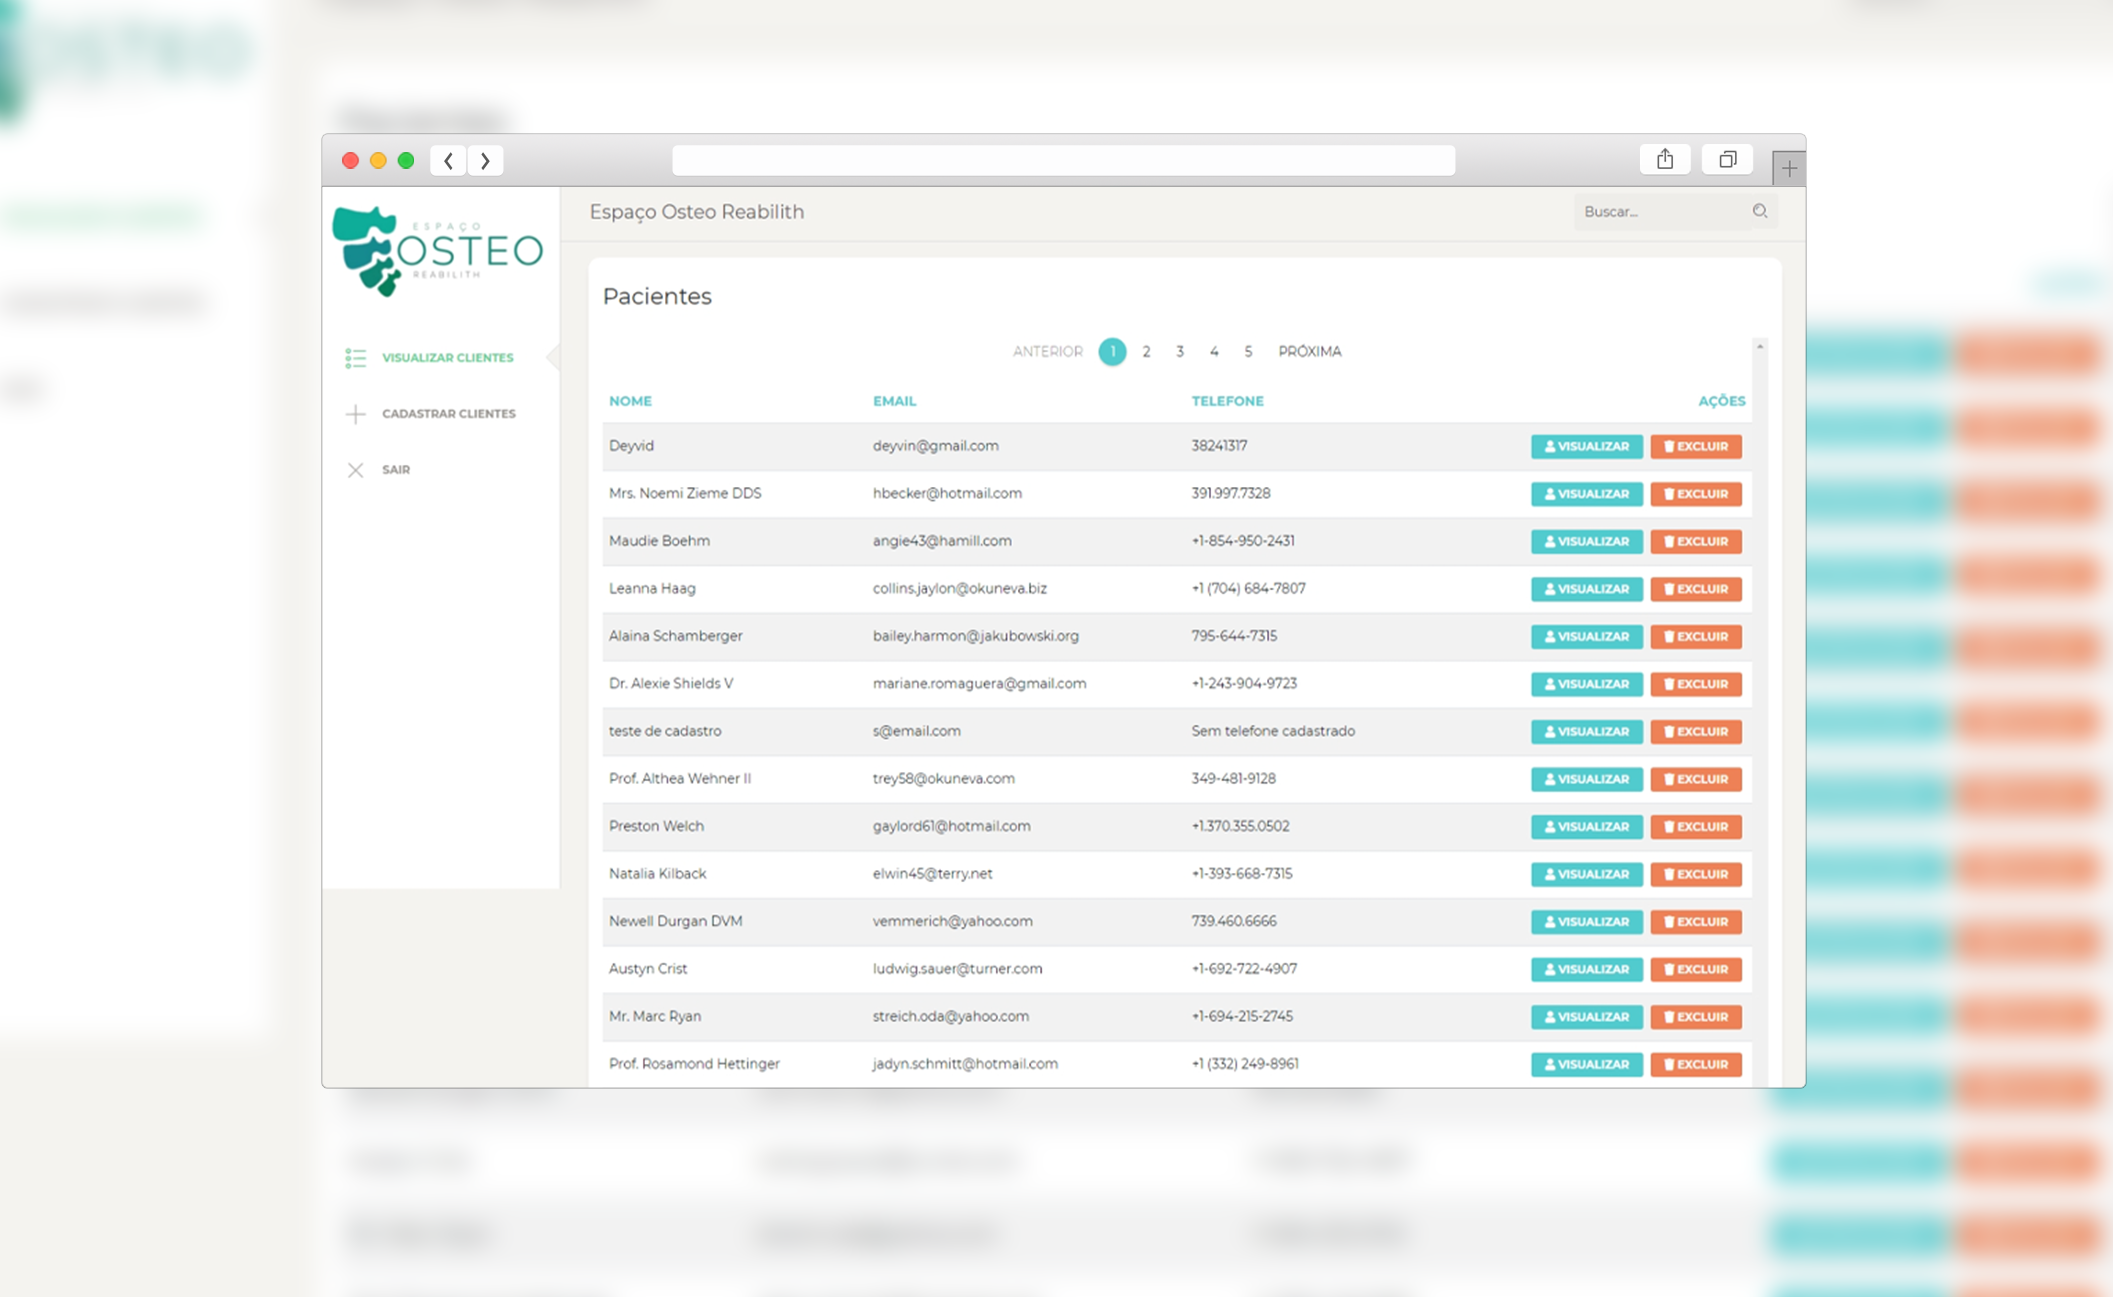 ESPAÇO
OSTEO
REABILITH
Espaço Osteo Reabilith
Buscar...
VISUALIZAR CLIENTES
CADASTRAR CLIENTES
SAIR
Pacientes
ANTERIOR 1 2 3 4 5 PRÓXIMA
NOME EMAIL TELEFONE AÇÕES
Deyvid deyvin@gmail.com 38241317 VISUALIZAR EXCLUIR
Mrs. Noemi Zieme DDS hbecker@hotmail.com 391.997.7328 VISUALIZAR EXCLUIR
Maudie Boehm angie43@hamill.com +1-854-950-2431 VISUALIZAR EXCLUIR
Leanna Haag collins.jaylon@okuneva.biz +1 (704) 684-7807 VISUALIZAR EXCLUIR
Alaina Schamberger bailey.harmon@jakubowski.org 795-644-7315 VISUALIZAR EXCLUIR
Dr. Alexie Shields V mariane.romaguera@gmail.com +1-243-904-9723 VISUALIZAR EXCLUIR
teste de cadastro s@email.com Sem telefone cadastrado VISUALIZAR EXCLUIR
Prof. Althea Wehner II trey58@okuneva.com 349-481-9128 VISUALIZAR EXCLUIR
Preston Welch gaylord61@hotmail.com +1.370.355.0502 VISUALIZAR EXCLUIR
Natalia Kilback elwin45@terry.net +1-393-668-7315 VISUALIZAR EXCLUIR
Newell Durgan DVM vemmerich@yahoo.com 739.460.6666 VISUALIZAR EXCLUIR
Austyn Crist ludwig.sauer@turner.com +1-692-722-4907 VISUALIZAR EXCLUIR
Mr. Marc Ryan streich.oda@yahoo.com +1-694-215-2745 VISUALIZAR EXCLUIR
Prof. Rosamond Hettinger jadyn.schmitt@hotmail.com +1 (332) 249-8961 VISUALIZAR EXCLUIR